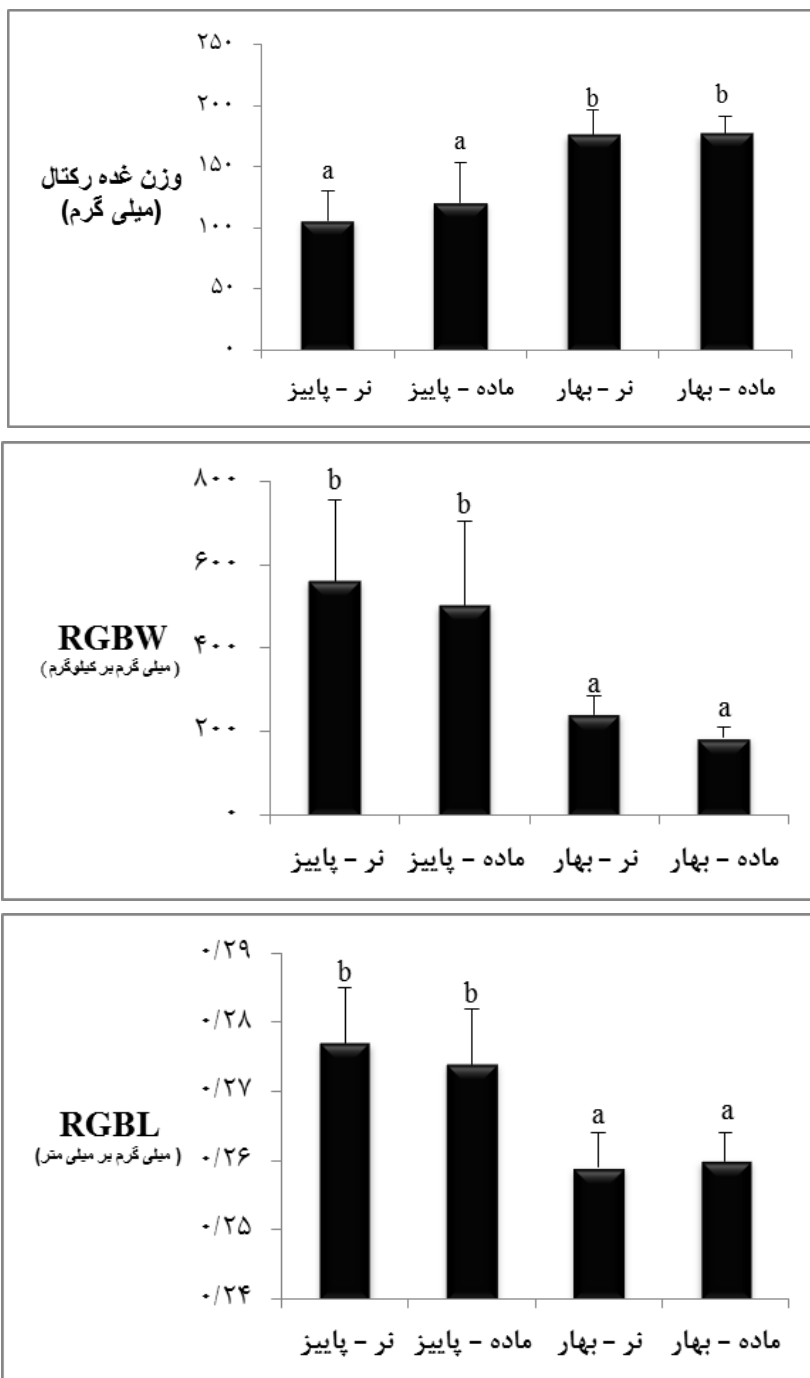 ۲۵۰
۲۰۰
۱۵۰
۱۰۰
۵۰
۰
وزن غده رکتال
(میلی گرم)
a
a
b
b
نر - پاییز
ماده - پاییز
نر - بهار
ماده - بهار
۸۰۰
۶۰۰
۴۰۰
۲۰۰
۰
RGBW
(میلی گرم بر کیلوگرم)
b
b
a
a
نر - پاییز
ماده - پاییز
نر - بهار
ماده - بهار
۰/۲۹
۰/۲۸
۰/۲۷
۰/۲۶
۰/۲۵
۰/۲۴
RGBL
(میلی گرم بر میلی متر)
b
b
a
a
نر - پاییز
ماده - پاییز
نر - بهار
ماده - بهار